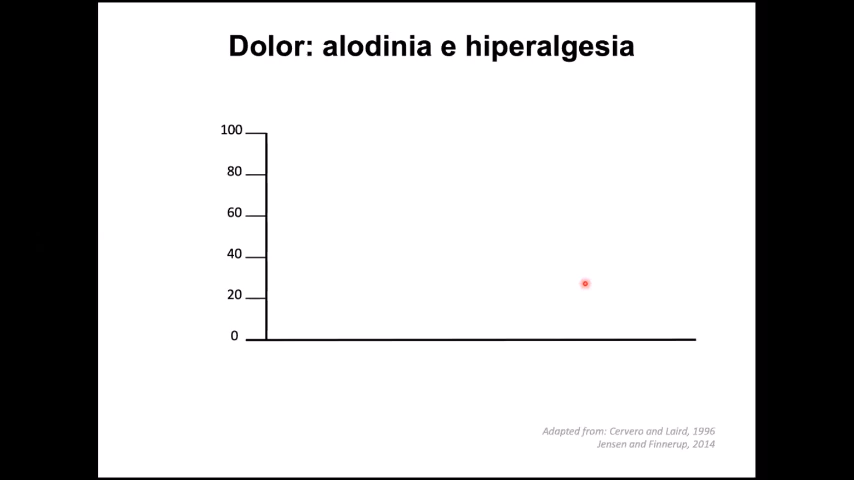 Dolor: alodinia e hiperalgesia
100
80
60
40
20
0
Adapted from: Cervero and Laird, 1996
Jensen and Finnerup, 2014